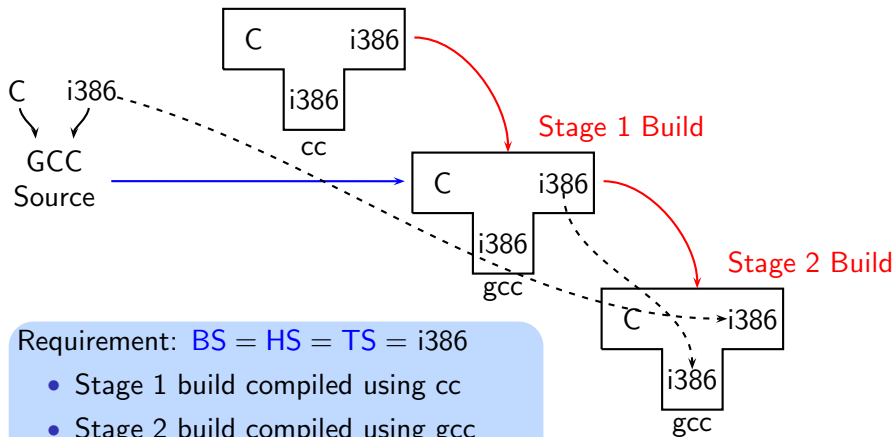 C i386
i386
cc
C i386
GCC
Source
Stage 1 Build
C i386
i386
gcc
Stage 2 Build
C i386
i386
gcc
Requirement: BS = HS = TS = i386
• Stage 1 build compiled using cc
• Stage 2 build compiled using gcc